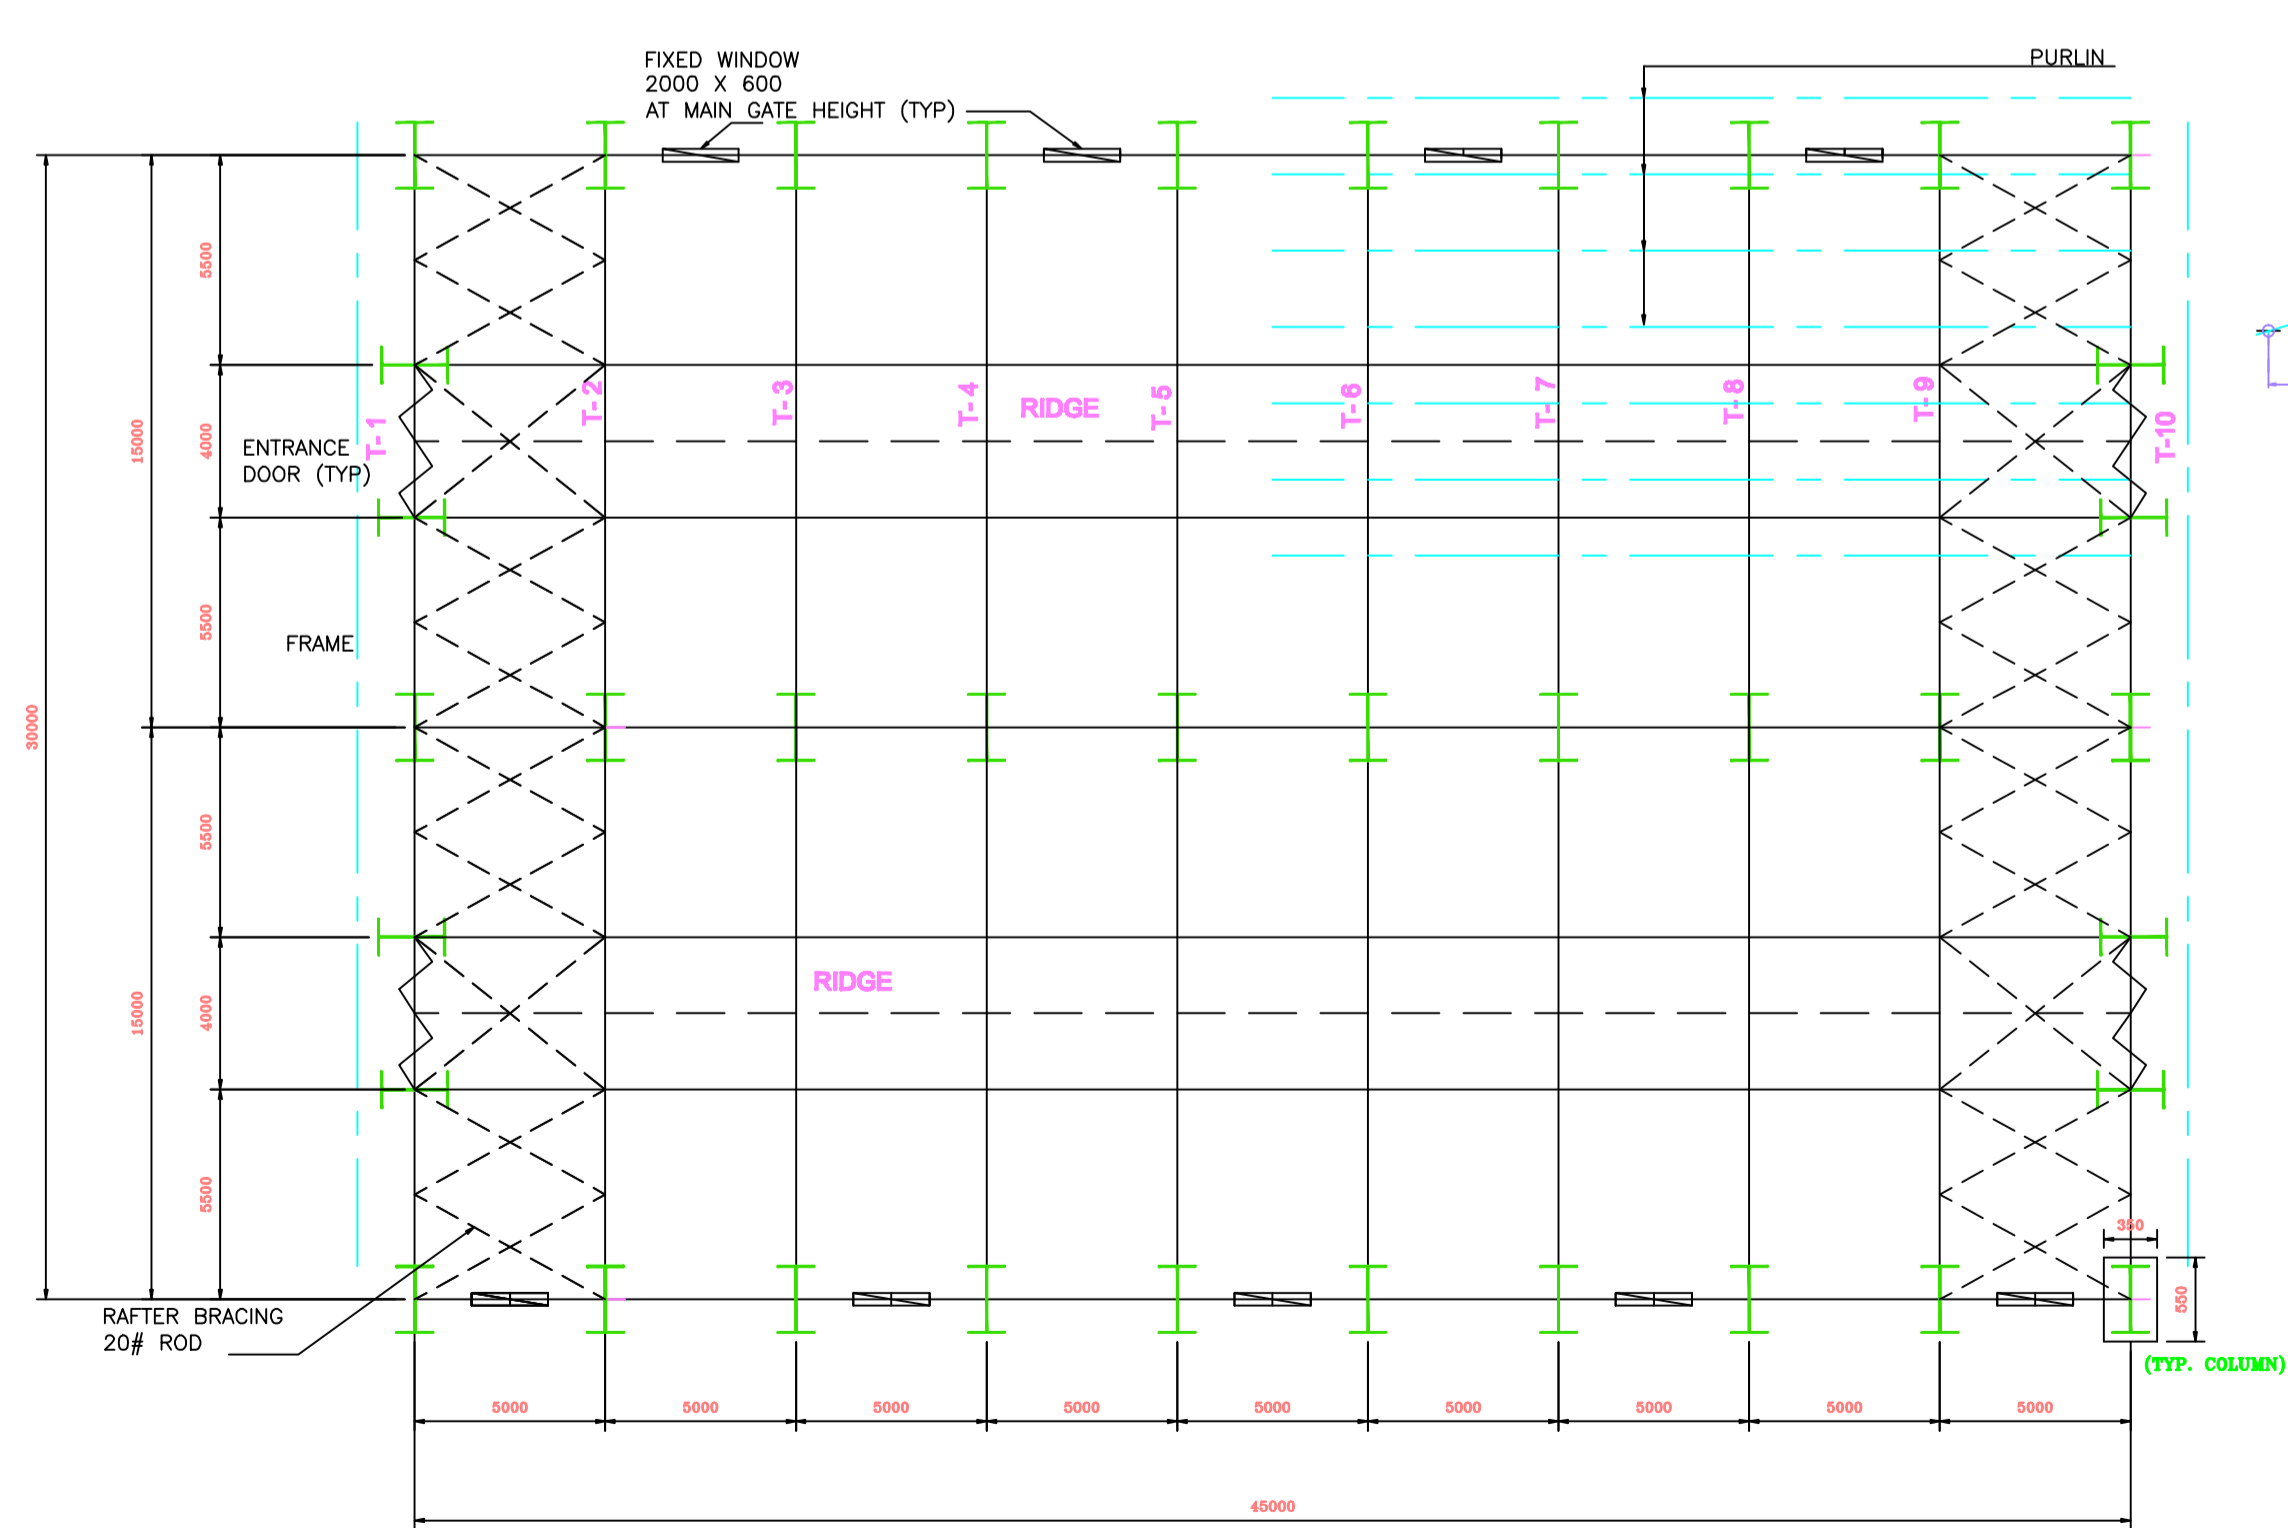 FIXED WINDOW
2000 X 600
AT MAIN GATE HEIGHT (TYP)
PURLIN
5500
T-1
T-2
T-3
T-4
RIDGE
T-5
T-6
T-7
T-8
T-9
T-10
15000
4000
ENTRANCE
DOOR (TYP)
5500
FRAME
30000
5500
RIDGE
15000
4000
5500
350
550
RAFTER BRACING
20# ROD
(TYP. COLUMN)
5000
5000
5000
5000
5000
5000
5000
5000
5000
45000